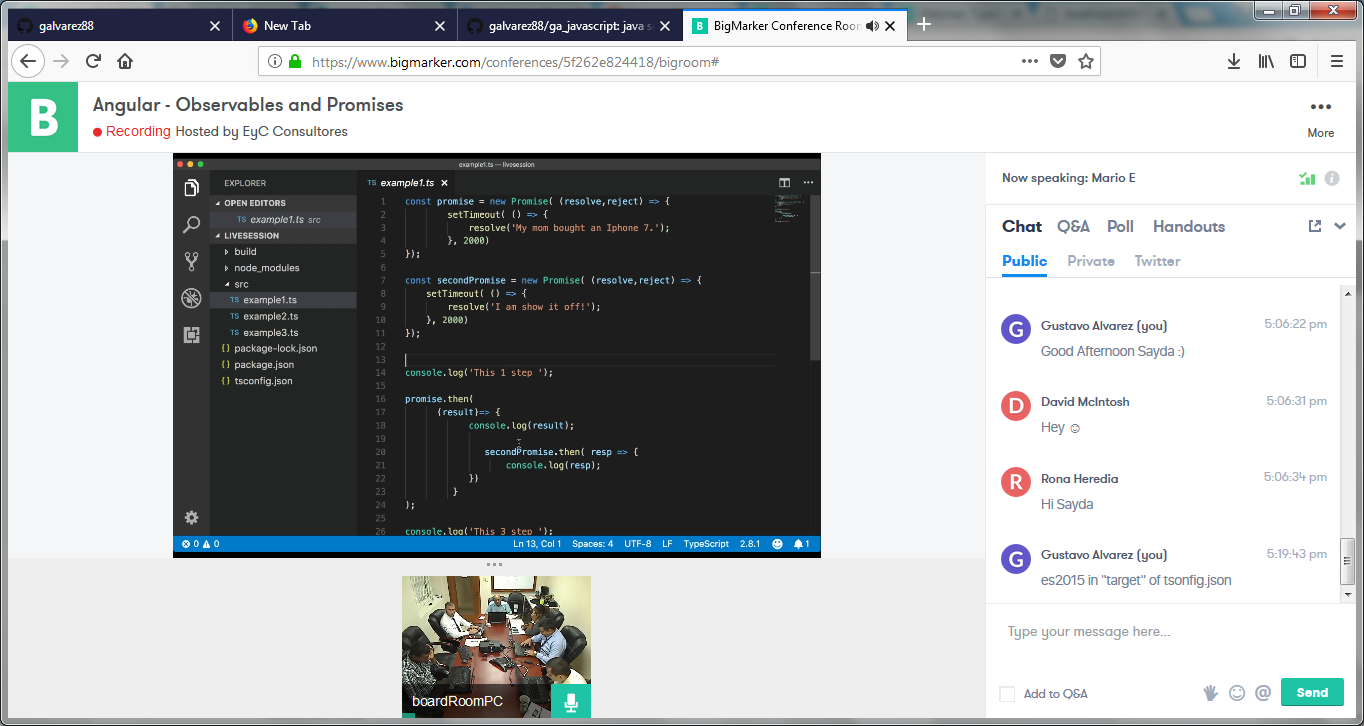 galvarez88
New Tab
galvarez88/ga_javascript: java s
BigMarker Conference Room
https://www.bigmarker.com/conferences/5f262e824418/bigroom#
B
Angular - Observables and Promises
Recording Hosted by EyC Consultores
More
example1.ts — livesession
EXPLORER
OPEN EDITORS
TS example1.ts src
LIVESESSION
build
node_modules
src
TS example1.ts
TS example2.ts
TS example3.ts
{} package-lock.json
{} package.json
{} tsconfig.json
TS example1.ts
1 const promise = new Promise( (resolve,reject) => {
2 setTimeout( () => {
3 resolve('My mom bought an Iphone 7.');
4 }, 2000)
5 });
6
7 const secondPromise = new Promise( (resolve,reject) => {
8 setTimeout( () => {
9 resolve('I am show it off!');
10 }, 2000)
11 });
12
13
14 console.log('This 1 step ');
15
16 promise.then(
17 (result)=> {
18 console.log(result);
19
20 secondPromise.then( resp => {
21 console.log(resp);
22 })
23 }
24 );
25
26 console.log('This 3 step ');
0 0
Ln 13, Col 1 Spaces: 4 UTF-8 LF TypeScript 2.8.1 1
boardRoomPC
Now speaking: Mario E
Chat Q&A Poll Handouts
Public Private Twitter
G
Gustavo Alvarez (you) 5:06:22 pm
Good Afternoon Sayda :)
D
David McIntosh 5:06:31 pm
Hey ☺
R
Rona Heredia 5:06:34 pm
Hi Sayda
G
Gustavo Alvarez (you) 5:19:43 pm
es2015 in "target" of tsonfig.json
Type your message here...
Add to Q&A
@
Send